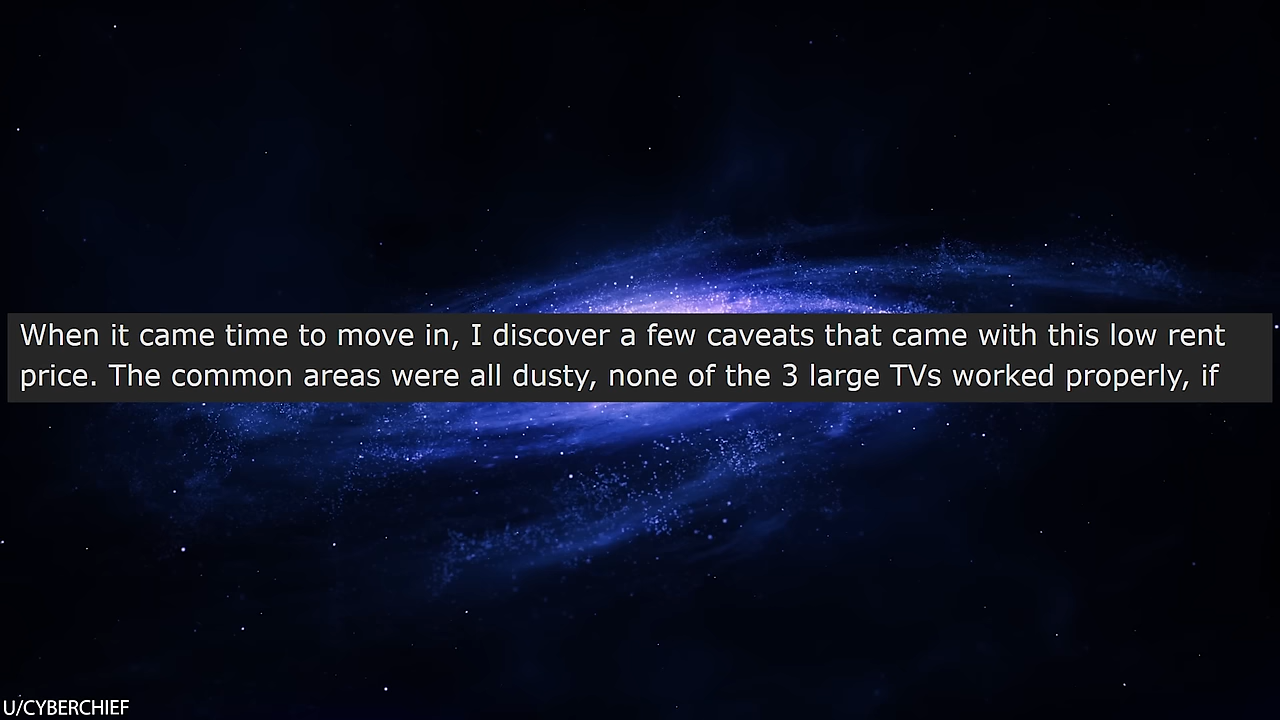 When it came time to move in, I discover a few caveats that came with this low rent
price. The common areas were all dusty, none of the 3 large TVs worked properly, if
U/CYBERCHIEF